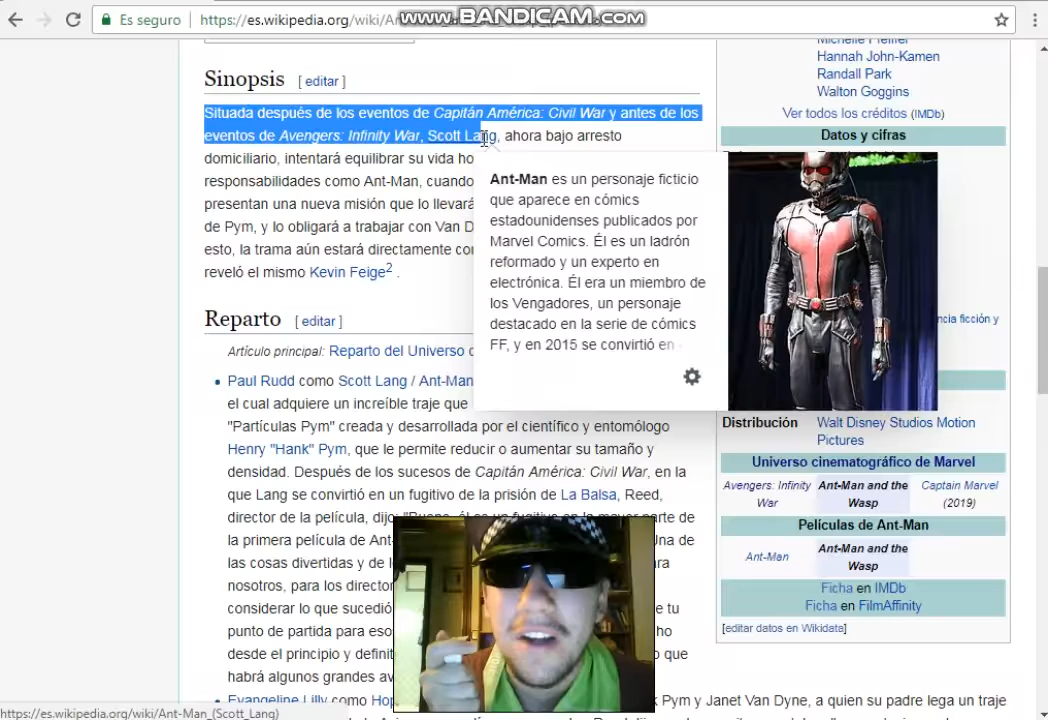 Es seguro
https://es.wikipedia.org/wiki/Ant-
www.BANDICAM.com
Sinopsis [ editar ]
Situada después de los eventos de Capitán América: Civil War y antes de los
eventos de Avengers: Infinity War, Scott Lang, ahora bajo arresto
domiciliario, intentará equilibrar su vida
responsabilidades como Ant-Man, cuando
presentan una nueva misión que lo llevará
de Pym, y lo obligará a trabajar con Van
esto, la trama aún estará directamente
reveló el mismo Kevin Feige2 .
Ant-Man es un personaje ficticio
que aparece en cómics
estadounidenses publicados por
Marvel Comics. Él es un ladrón
reformado y un experto en
electrónica. Él era un miembro de
los Vengadores, un personaje
destacado en la serie de cómics
FF, y en 2015 se convirtió en
Reparto [ editar ]
Artículo principal: Reparto del Universo
Paul Rudd como Scott Lang / Ant-Man
el cual adquiere un increíble traje que
"Partículas Pym" creada y desarrollada por el científico y entomólogo
Henry "Hank" Pym, que le permite reducir o aumentar su tamaño y
densidad. Después de los sucesos de Capitán América: Civil War, en la
que Lang se convirtió en un fugitivo de la prisión de La Balsa, Reed,
director de la película, dijo: "Bueno, él es un fugitivo en la mayor parte de
la primera película de Una de
las cosas divertidas y de
nosotros, para los
considerar lo que sucedió tu
punto de partida para
desde el principio y que
habrá algunos grandes
Evangeline Lilly como Pym y Janet Van Dyne, a quien su padre lega un traje
Michelle Pfeiffer
Hannah John-Kamen
Randall Park
Walton Goggins
Ver todos los créditos (IMDb)
Datos y cifras
ficción y
Distribución Walt Disney Studios Motion
Pictures
Universo cinematográfico de Marvel
Avengers: Infinity War
Ant-Man and the Wasp
Captain Marvel (2019)
Películas de Ant-Man
Ant-Man
Ant-Man and the Wasp
Ficha en IMDb
Ficha en FilmAffinity
[editar datos en Wikidata]
https://es.wikipedia.org/wiki/Ant-Man_(Scott_Lang)